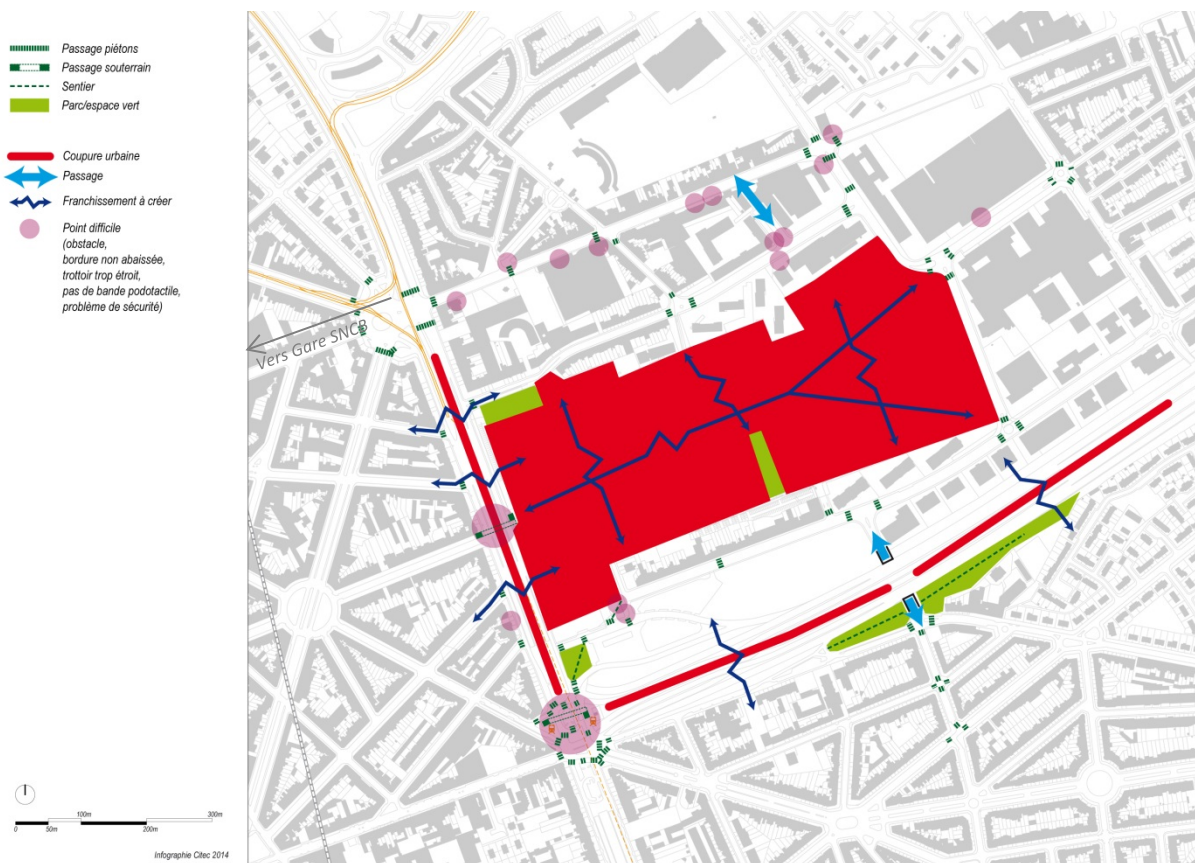 Passage piétons
Passage souterrain
Sentier
Parc/espace vert
Coupure urbaine
Passage
Franchissement à créer
Point difficile
(obstacle,
bordure non abaissée,
trottoir trop étroit,
pas de bande podotactile,
problème de sécurité)
Vers Gare SNCB
100m
300m
0
50m
200m
Infographie Citec 2014